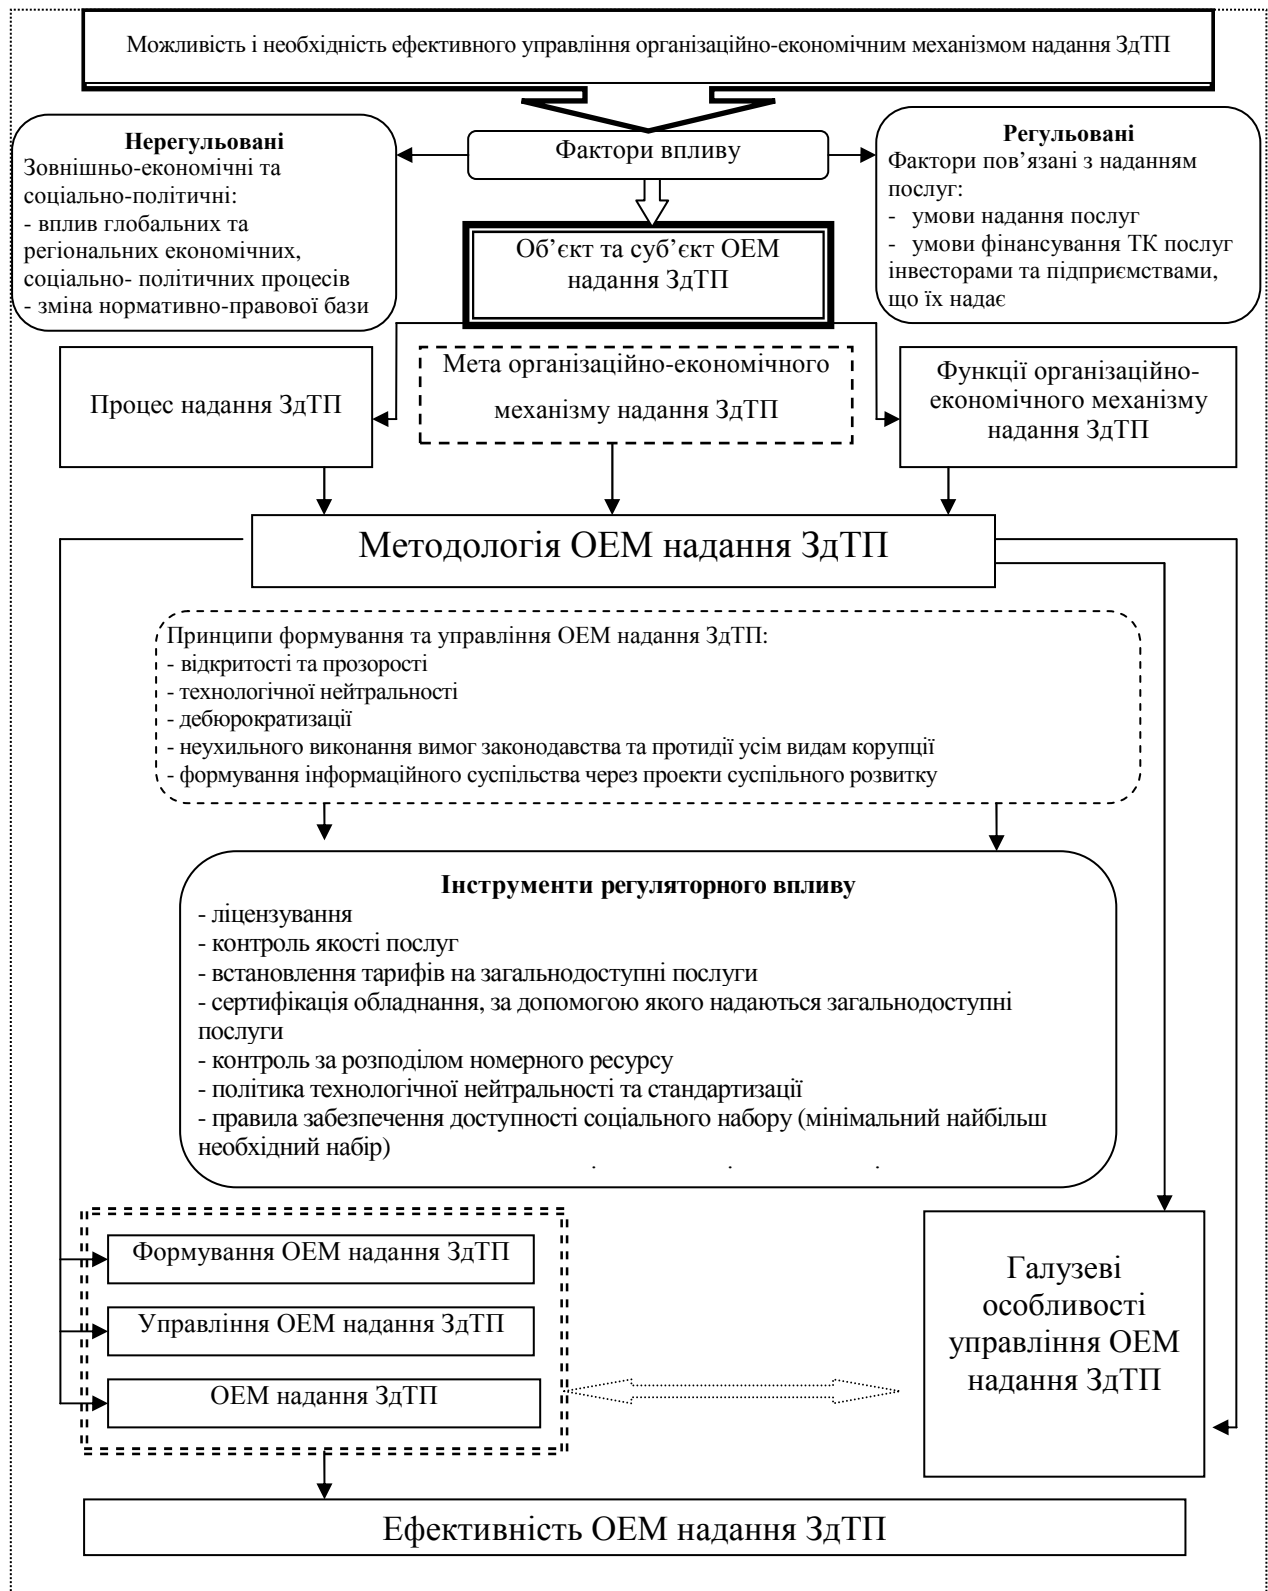 Можливість і необхідність ефективного управління організаційно-економічним механізмом надання ЗдТП
Нерегульовані
Зовнішньо-економічні та
соціально-політичні:
- вплив глобальних та
регіональних економічних,
соціально- політичних процесів
- зміна нормативно-правової бази
Фактори впливу
Регульовані
Фактори пов’язані з наданням
послуг:
- умови надання послуг
- умови фінансування ТК послуг
інвесторами та підприємствами,
що їх надає
Об’єкт та суб’єкт ОЕМ
надання ЗдТП
Процес надання ЗдТП
Мета організаційно-економічного
механізму надання ЗдТП
Функції організаційно-
економічного механізму
надання ЗдТП
Методологія ОЕМ надання ЗдТП
Принципи формування та управління ОЕМ надання ЗдТП:
- відкритості та прозорості
- технологічної нейтральності
- дебюрократизації
- неухильного виконання вимог законодавства та протидії усім видам корупції
- формування інформаційного суспільства через проекти суспільного розвитку
Інструменти регуляторного впливу
- ліцензування
- контроль якості послуг
- встановлення тарифів на загальнодоступні послуги
- сертифікація обладнання, за допомогою якого надаються загальнодоступні
послуги
- контроль за розподілом номерного ресурсу
- політика технологічної нейтральності та стандартизації
- правила забезпечення доступності соціального набору (мінімальний найбільш
необхідний набір)
Формування ОЕМ надання ЗдТП
Управління ОЕМ надання ЗдТП
ОЕМ надання ЗдТП
Галузеві
особливості
управління ОЕМ
надання ЗдТП
Ефективність ОЕМ надання ЗдТП